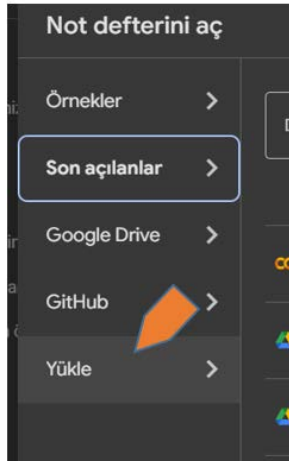 Not defterini aç
Örnekler
Son açılanlar
Google Drive
GitHub
Yükle